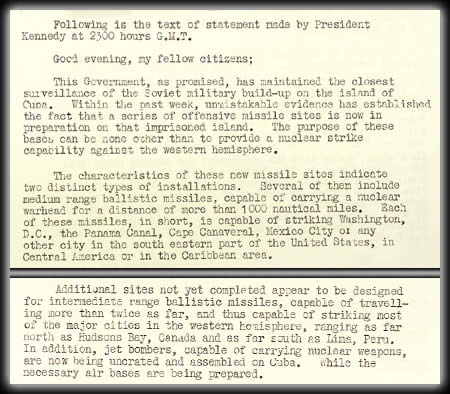 Following is the text of statement made by President
Kennedy at 2300 hours G.M.T.
Good evening, my fellow citizens;
This Government, as promised, has maintained the closest
surveillance of the Soviet military build-up on the island of
Cuba. Within the past week, unmistakable evidence has established
the fact that a series of offensive missile sites is now in
preparation on that imprisoned island. The purpose of these
bases can be none other than to provide a nuclear strike
capability against the western hemisphere.
The characteristics of these new missile sites indicate
two distinct types of installations. Several of them include
medium range ballistic missiles, capable of carrying a nuclear
warhead for a distance of more than 1000 nautical miles. Each
of these missiles, in short, is capable of striking Washington,
D.C., the Panama Canal, Cape Canaveral, Mexico City or any
other city in the south eastern part of the United States, in
Central America or in the Caribbean area.
Additional sites not yet completed appear to be designed
for intermediate range ballistic missiles, capable of travell-
ing more than twice as far, and thus capable of striking most
of the major cities in the western hemisphere, ranging as far
north as Hudsons Bay, Canada and as far south as Lima, Peru.
In addition, jet bombers, capable of carrying nuclear weapons,
are now being uncrated and assembled on Cuba. While the
necessary air bases are being prepared.